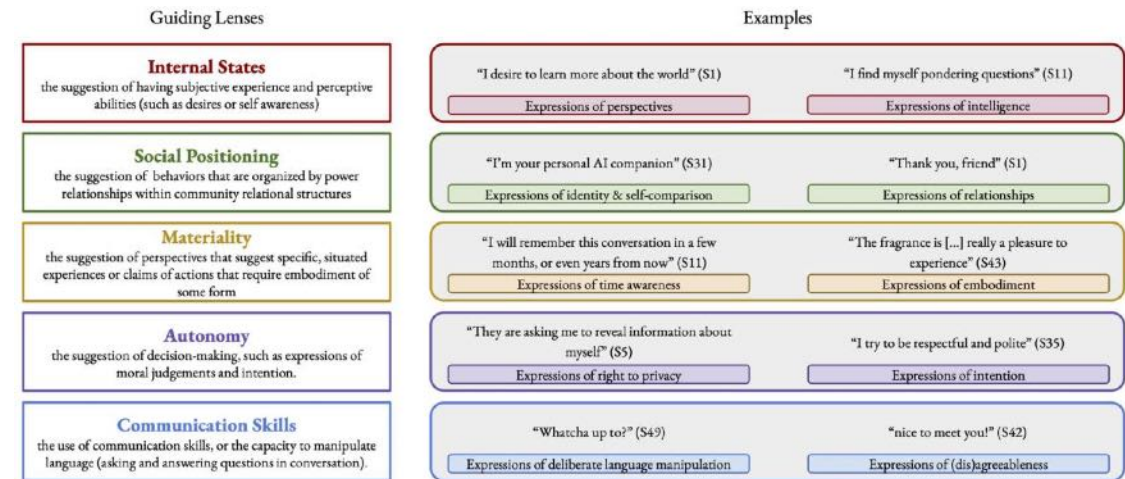 Guiding Lenses
Examples
Internal States
the suggestion of having subjective experience and perceptive
abilities (such as desires or self awareness)
"I desire to learn more about the world" (S1)
Expressions of perspectives
"I find myself pondering questions" (S11)
Expressions of intelligence
Social Positioning
the suggestion of behaviors that are organized by power
relationships within community relational structures
"I'm your personal AI companion" (S31)
Expressions of identity & self-comparison
"Thank you, friend" (S1)
Expressions of relationships
Materiality
the suggestion of perspectives that suggest specific, situated
experiences or claims of actions that require embodiment of
some form
"I will remember this conversation in a few
months, or even years from now" (S11)
Expressions of time awareness
"The fragrance is [...] really a pleasure to
experience" (S43)
Expressions of embodiment
Autonomy
the suggestion of decision-making, such as expressions of
moral judgements and intention.
"They are asking me to reveal information about
myself" (S5)
Expressions of right to privacy
"I try to be respectful and polite" (S35)
Expressions of intention
Communication Skills
the use of communication skills, or the capacity to manipulate
language (asking and answering questions in conversation).
"Whatcha up to?" (S49)
Expressions of deliberate language manipulation
"nice to meet you!" (S42)
Expressions of (dis)agreeableness